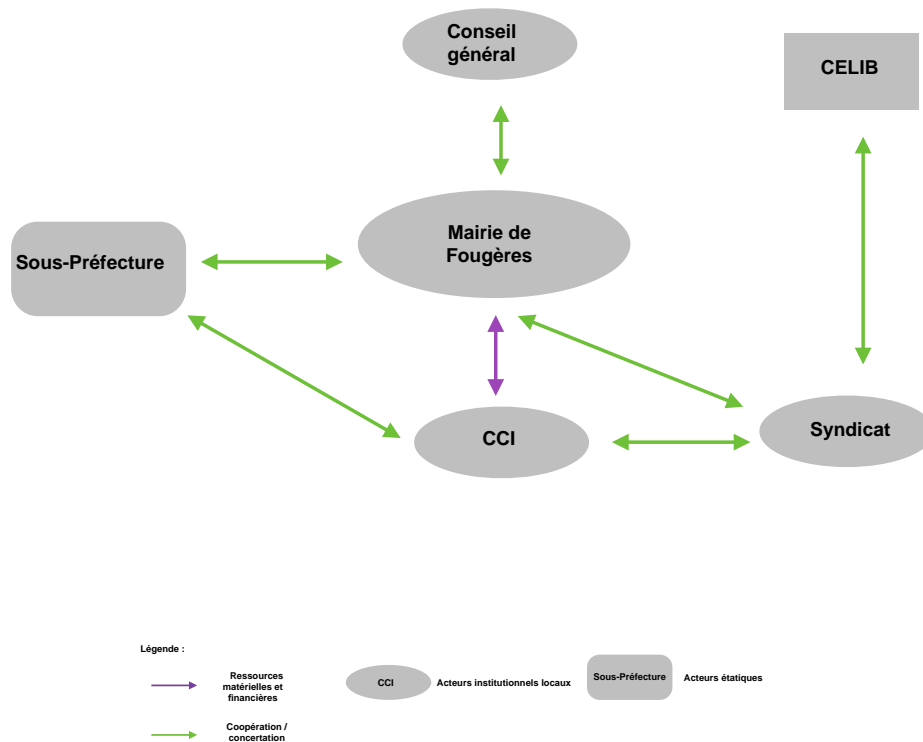 Conseil
général
CELIB
Mairie de
Fougères
Sous-Préfecture
CCI
Syndicat
Légende :
Ressources
matérielles et
financières
CCI
Acteurs institutionnels locaux
Sous-Préfecture
Acteurs étatiques
Coopération /
concertation